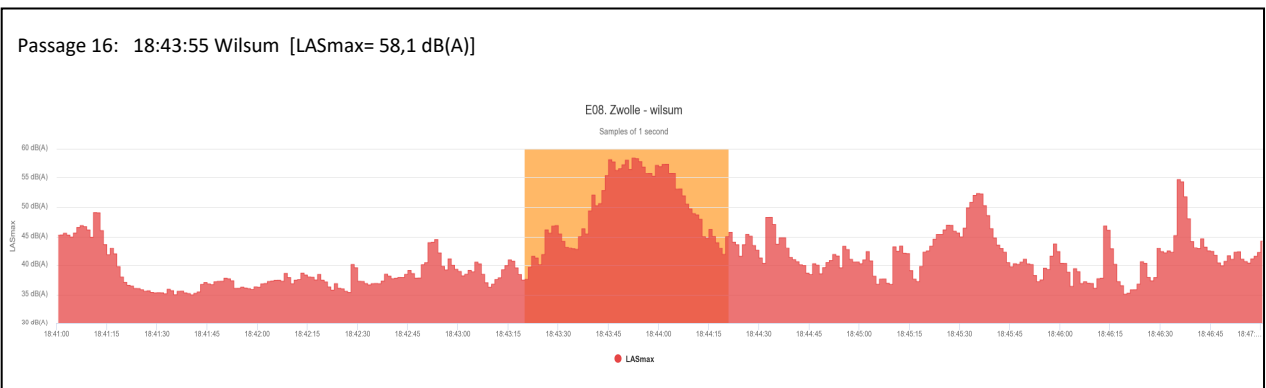 Passage 16:   18:43:55 Wilsum  [LASmax= 58,1 dB(A)]
E08. Zwolle - wilsum
Samples of 1 second
60 dB(A)
55 dB(A)
50 dB(A)
45 dB(A)
40 dB(A)
35 dB(A)
30 dB(A)
LASmax
18:41:00 18:41:15 18:41:30 18:41:45 18:42:00 18:42:15 18:42:30 18:42:45 18:43:00 18:43:15 18:43:30 18:43:45 18:44:00 18:44:15 18:44:30 18:44:45 18:45:00 18:45:15 18:45:30 18:45:45 18:46:00 18:46:15 18:46:30 18:46:45 18:47:...
LASmax